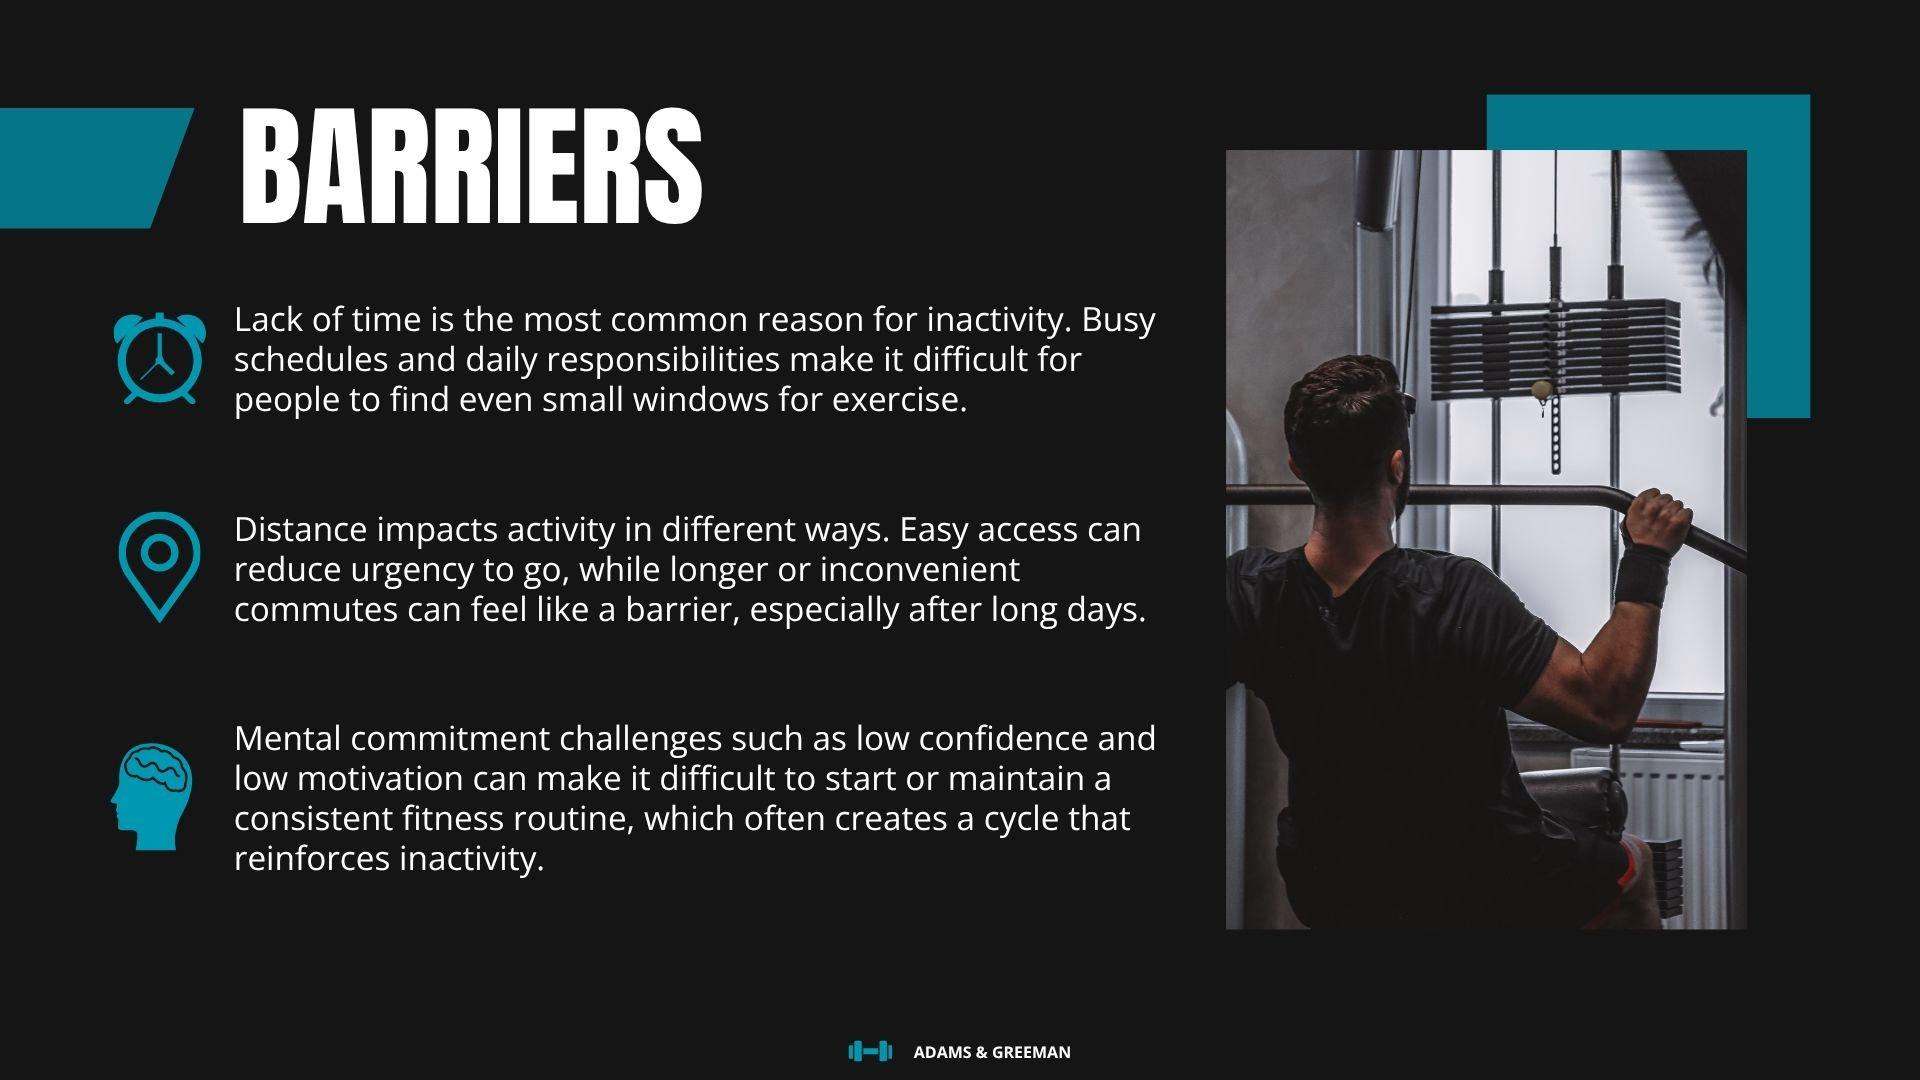 BARRIERS
Lack of time is the most common reason for inactivity. Busy
schedules and daily responsibilities make it difficult for
people to find even small windows for exercise.
Distance impacts activity in different ways. Easy access can
reduce urgency to go, while longer or inconvenient
commutes can feel like a barrier, especially after long days.
Mental commitment challenges such as low confidence and
low motivation can make it difficult to start or maintain a
consistent fitness routine, which often creates a cycle that
reinforces inactivity.
ADAMS & GREEMAN